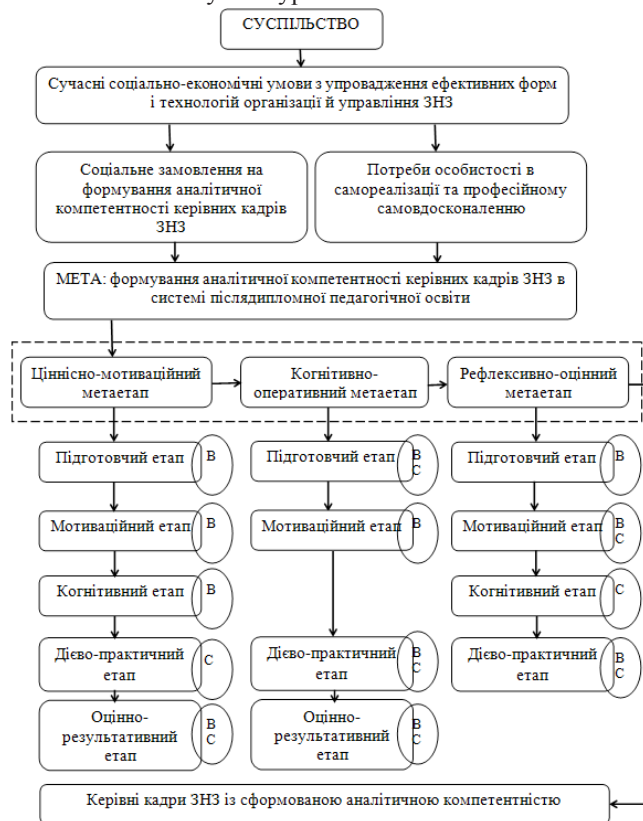 СУСПІЛЬСТВО
Сучасні соціально-економічні умови з упровадження ефективних форм
і технологій організації й управління ЗНЗ
Соціальне замовлення на
формування аналітичної
компетентності керівних кадрів
ЗНЗ
Потреби особистості в
самореалізації та професійному
самовдосконаленню
МЕТА: формування аналітичної компетентності керівних кадрів ЗНЗ в
системі післядипломної педагогічної освіти
Ціннісно-мотиваційний
метаетап
Когнітивно-
оперативний метаетап
Рефлексивно-оцінний
метаетап
Підготовчий етап
В
Підготовчий етап
В
С
Підготовчий етап
В
Мотиваційний етап
В
Мотиваційний етап
В
Мотиваційний етап
В
С
Когнітивний етап
В
Когнітивний етап
С
Дієво-практичний
етап
С
Дієво-практичний
етап
В
С
Дієво-практичний
етап
В
С
Оцінно-
результативний
етап
В
С
Оцінно-
результативний
етап
В
С
Керівні кадри ЗНЗ із сформованою аналітичною компетентністю